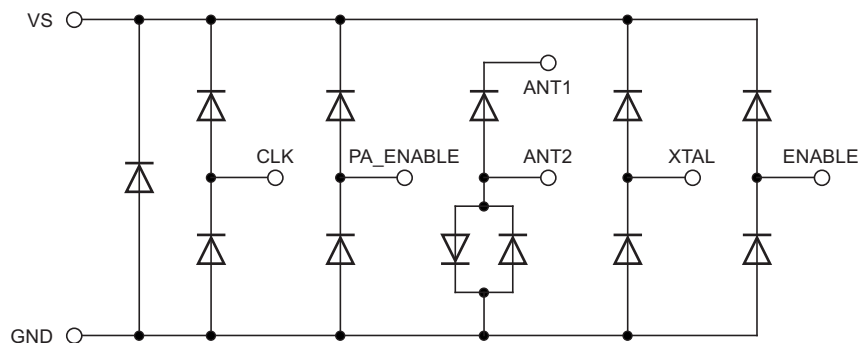 VS
ANT1
CLK
PA_ENABLE
ANT2
XTAL
ENABLE
GND